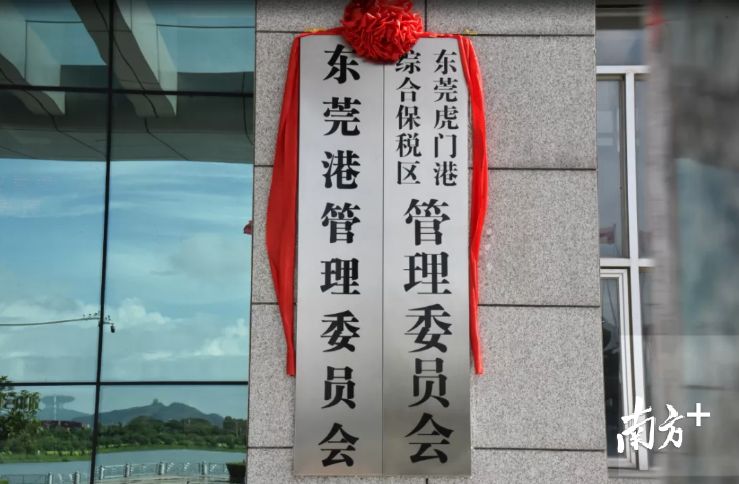 东莞虎门港
综合保税区
管理委员会
东莞港管理委员会
南方+